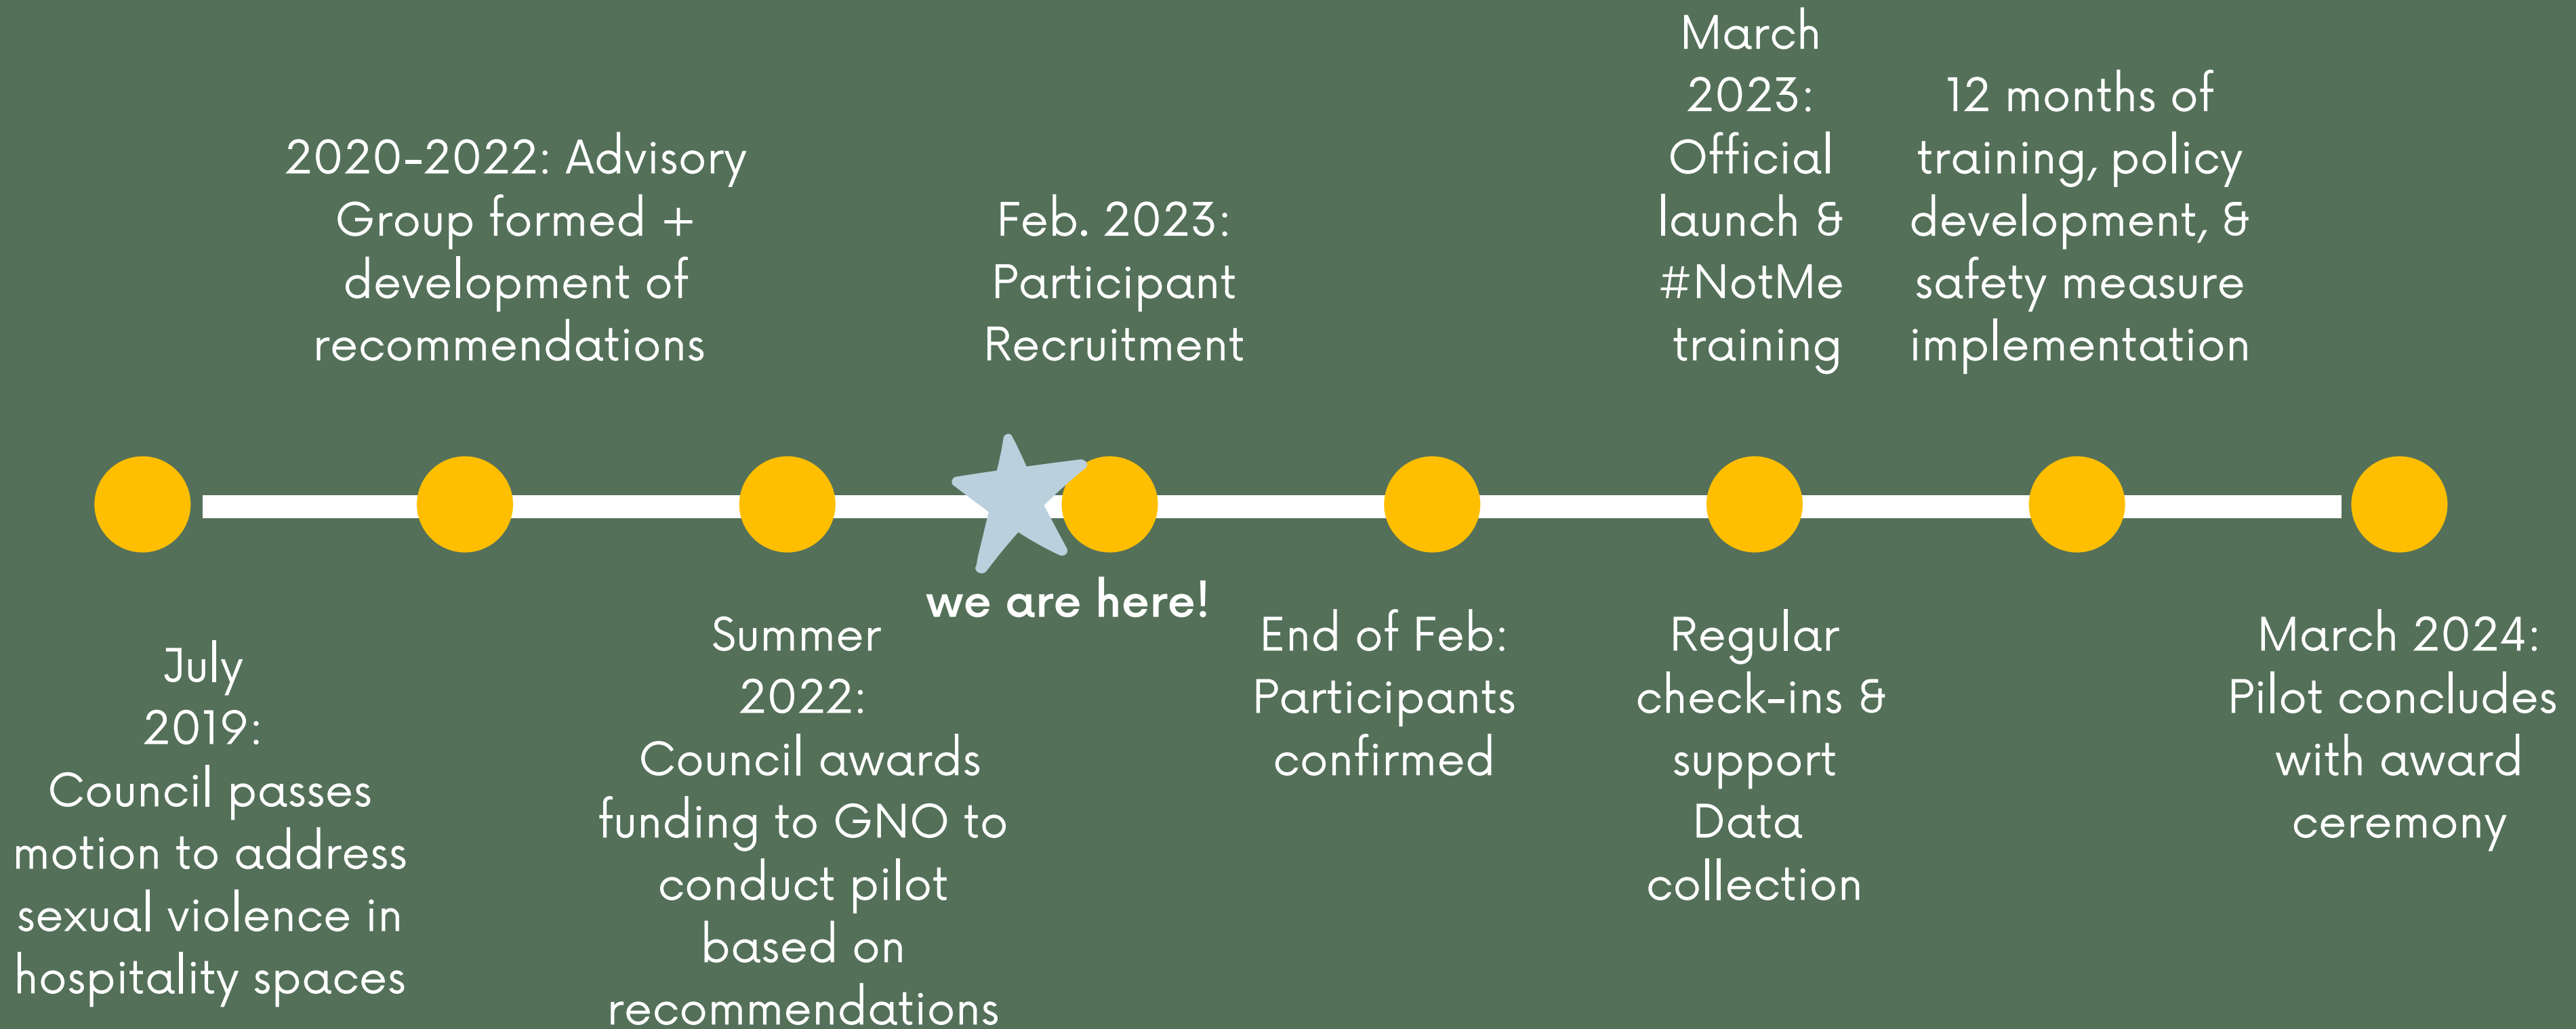 July
2019:
Council passes
motion to address
sexual violence in
hospitality spaces
2020-2022: Advisory
Group formed +
development of
recommendations
Summer
2022:
Council awards
funding to GNO to
conduct pilot
based on
recommendations
we are here!
Feb. 2023:
Participant
Recruitment
End of Feb:
Participants
confirmed
March
2023:
Official
launch &
#NotMe
training
Regular
check-ins &
support
Data
collection
12 months of
training, policy
development, &
safety measure
implementation
March 2024:
Pilot concludes
with award
ceremony